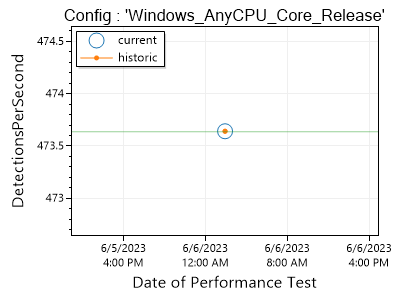 Config : 'Windows_AnyCPU_Core_Release'
current
historic
474.5
474
473.5
473
DetectionsPerSecond
6/5/2023 6/6/2023 6/6/2023 6/6/2023
4:00 PM 12:00 AM 8:00 AM 4:00 PM
Date of Performance Test